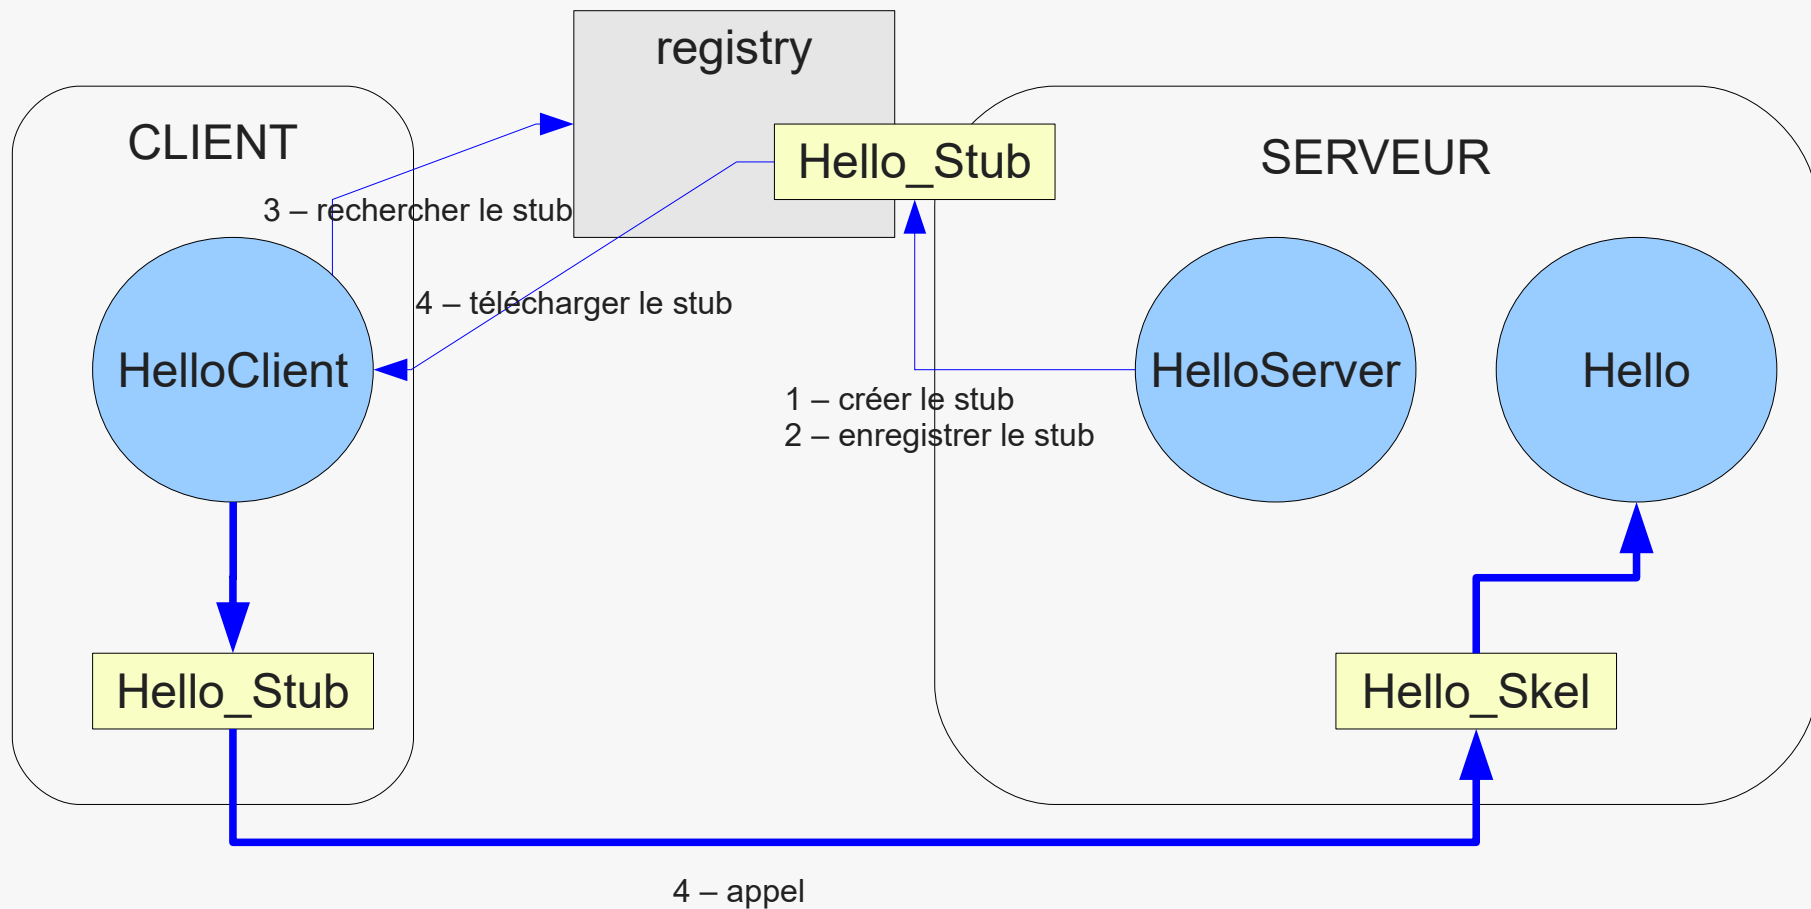 registry
CLIENT
Hello_Stub
SERVEUR
3 – rechercher le stub
4 – télécharger le stub
HelloClient
HelloServer
Hello
1 – créer le stub
2 – enregistrer le stub
Hello_Stub
Hello_Skel
4 – appel